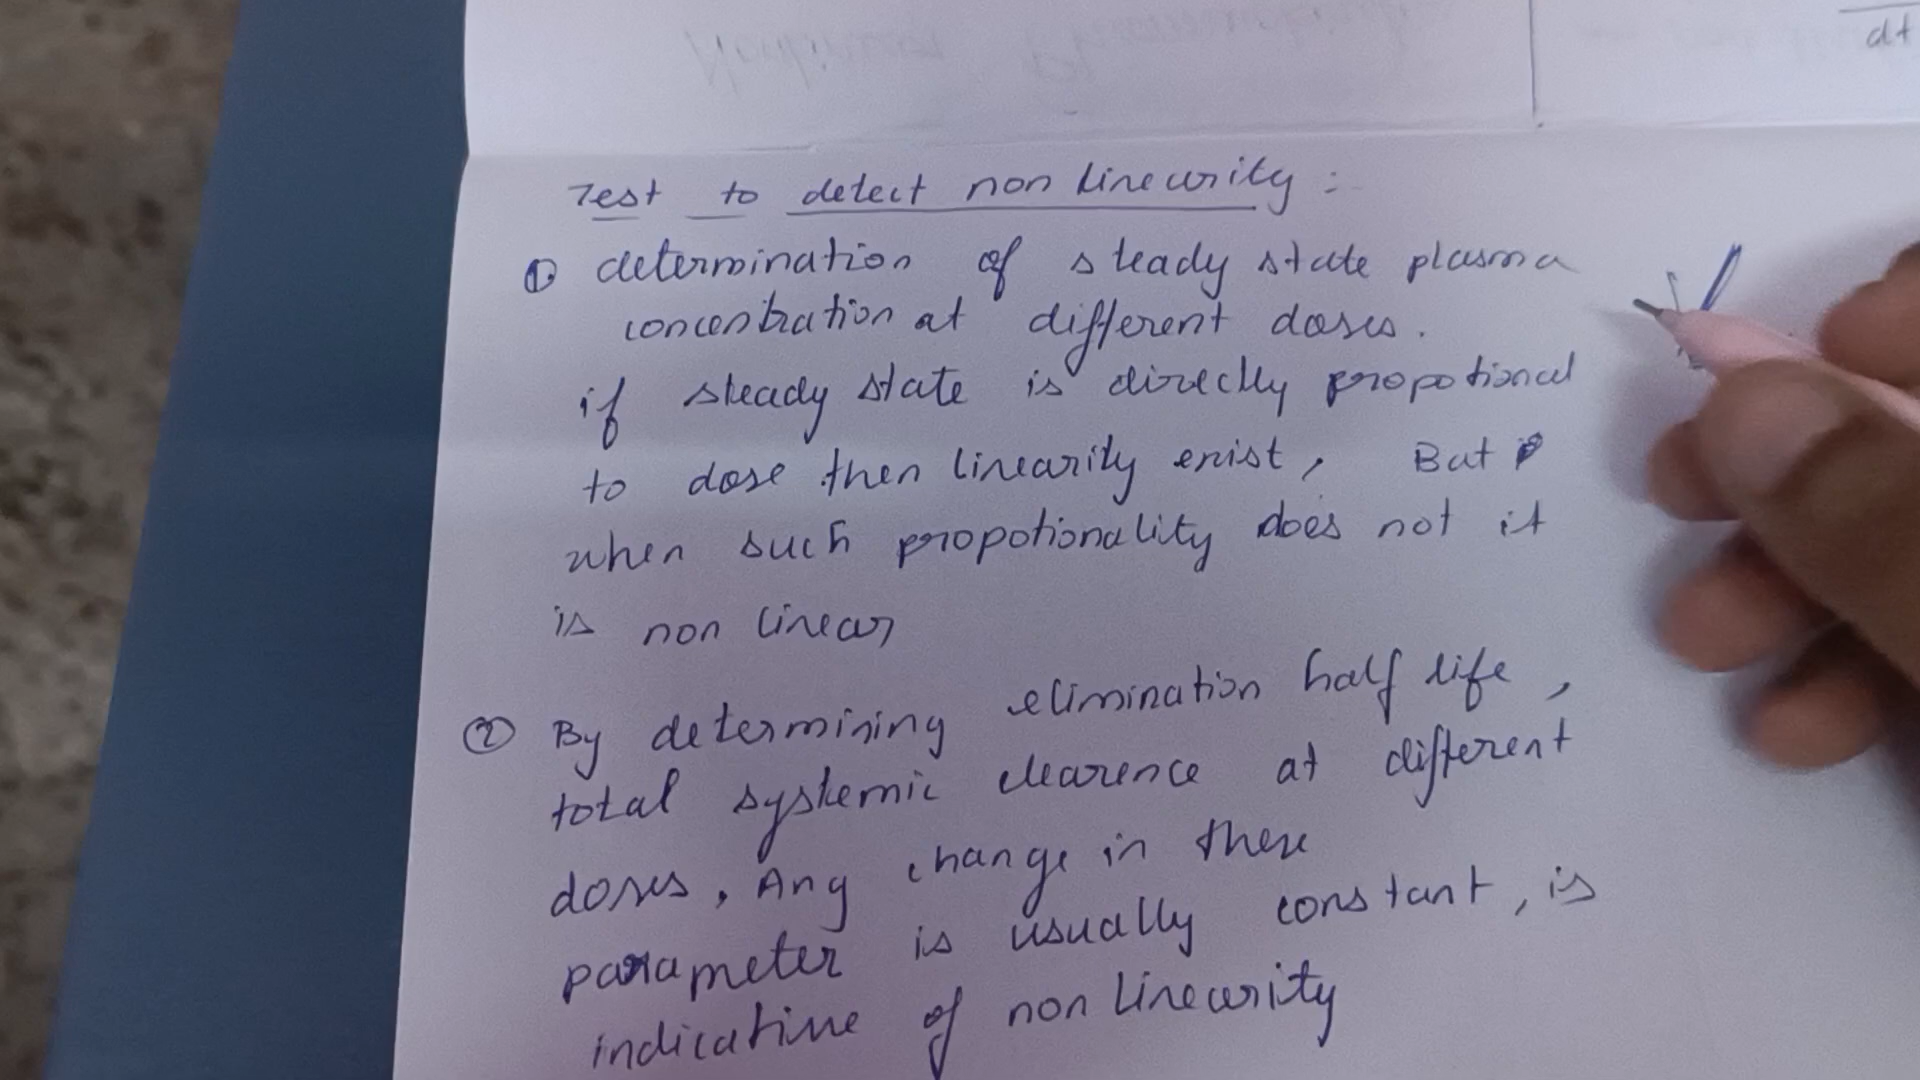 dt
Test to detect non linearity :
① determination of steady state plasma
concentration at different doses.
if steady state is directly propotional
to dose then linearity exist, But
when such propotionality does not it
is non linear
② By determining elimination half life,
total systemic clearence at different
doses, Any change in these
parameter is usually constant, is
indicative of non linearity